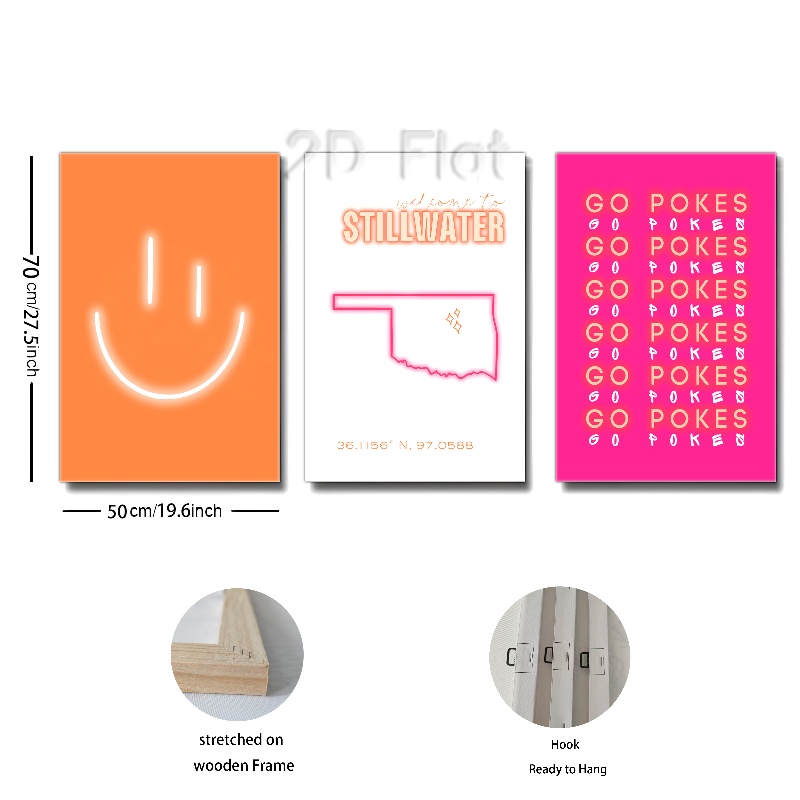 2D Flat
70 cm/27.5inch
50cm/19.6inch
welcome to
STILLWATER
36.1156° N, 97.0588
GO POKES
GO POKES
GO POKES
GO POKES
GO POKES
GO POKES
GO POKES
GO POKES
GO POKES
GO POKES
GO POKES
GO POKES
stretched on
wooden Frame
Hook
Ready to Hang